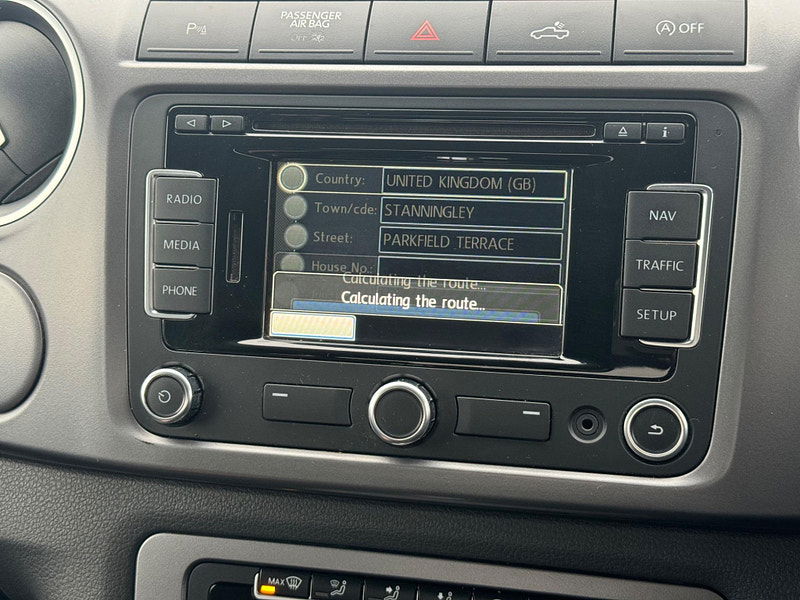 P
PASSENGER
AIR BAG
OFF
A OFF
i
RADIO
MEDIA
PHONE
Country: UNITED KINGDOM (GB)
Town/cde: STANNINGLEY
Street: PARKFIELD TERRACE
House No.:
Calculating the route...
Calculating the route...
NAV
TRAFFIC
SETUP
MAX